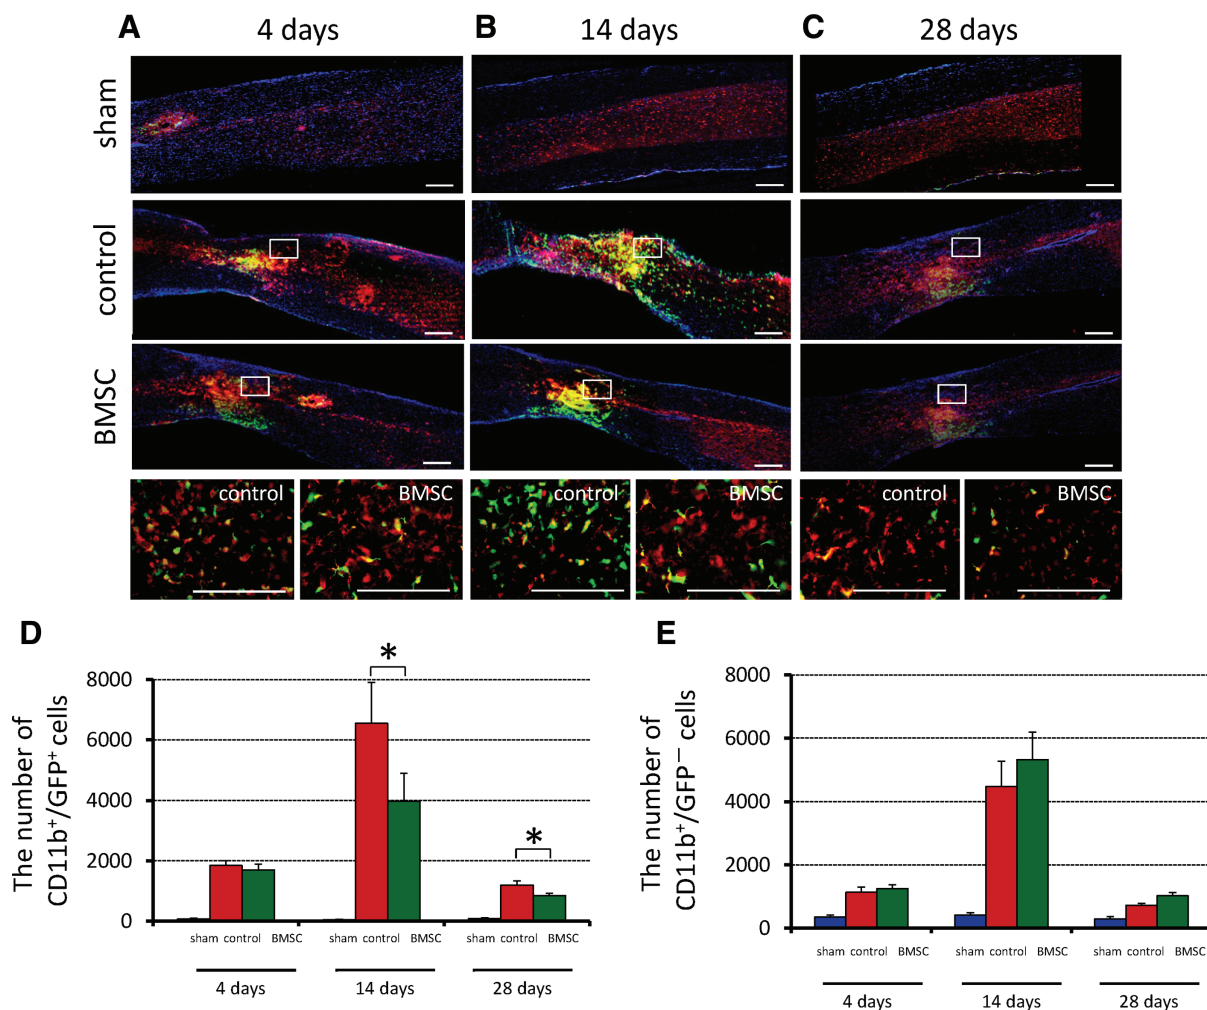 A 4 days B 14 days C 28 days
sham
control
BMSC
control BMSC control BMSC control BMSC
D
The number of
CD11b+/GFP+ cells
8000
6000
4000
2000
0
*
*
sham control BMSC sham control BMSC sham control BMSC
4 days 14 days 28 days
E
The number of
CD11b+/GFP− cells
8000
6000
4000
2000
0
sham control BMSC sham control BMSC sham control BMSC
4 days 14 days 28 days